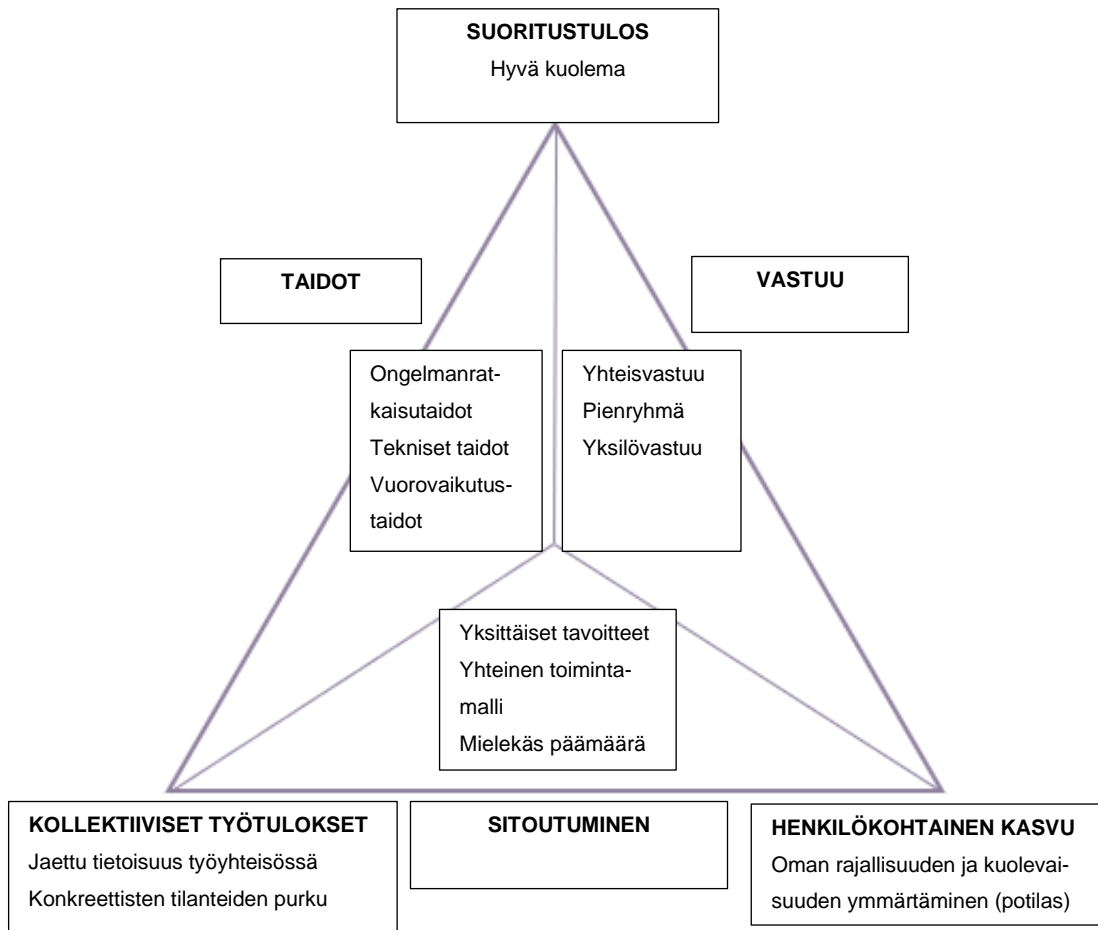 SUORITUSTULOS
Hyvä kuolema
TAIDOT
VASTUU
Ongelmanrat-
kaisutaidot
Tekniset taidot
Vuorovaikutus-
taidot
Yhteisvastuu
Pienryhmä
Yksilövastuu
Yksittäiset tavoitteet
Yhteinen toiminta-
malli
Mielekäs päämäärä
KOLLEKTIIVISET TYÖTULOKSET
Jaettu tietoisuus työyhteisössä
Konkreettisten tilanteiden purku
SITOUTUMINEN
HENKILÖKOHTAINEN KASVU
Oman rajallisuuden ja kuolevai-
suuden ymmärtäminen (potilas)